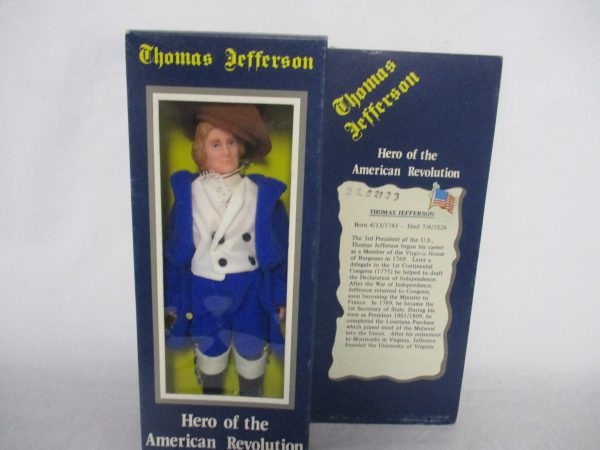 Thomas Jefferson
Hero of the
American Revolution
Thomas
Jefferson
Hero of the
American Revolution
THOMAS JEFFERSON
Born 4/13/1743 - Died 7/4/1826
The 3rd President of the U.S.,
Thomas Jefferson began his career
as a Member of the Virginia House
of Burgesses in 1769. Later a
delegate to the 1st Continental
Congress (1775) he helped to draft
the Declaration of Independence.
After the War of Independence,
Jefferson returned to Congress,
soon becoming the Minister to
France. In 1789, he became the
1st Secretary of State. During his
term as President 1801/1809, he
completed the Louisiana Purchase
which joined most of the Midwest
into the Union. After his retirement
to Monticello in Virginia, Jefferson
founded the University of Virginia.